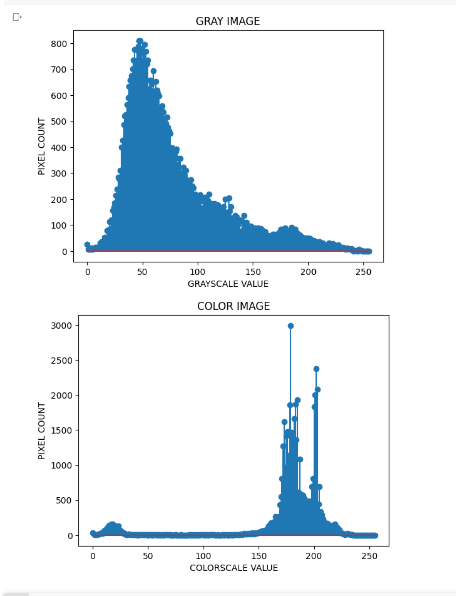 GRAY IMAGE
800
700
600
500
400
300
200
100
0
PIXEL COUNT
0 50 100 150 200 250
GRAYSCALE VALUE
COLOR IMAGE
3000
2500
2000
1500
1000
500
0
PIXEL COUNT
0 50 100 150 200 250
COLORSCALE VALUE